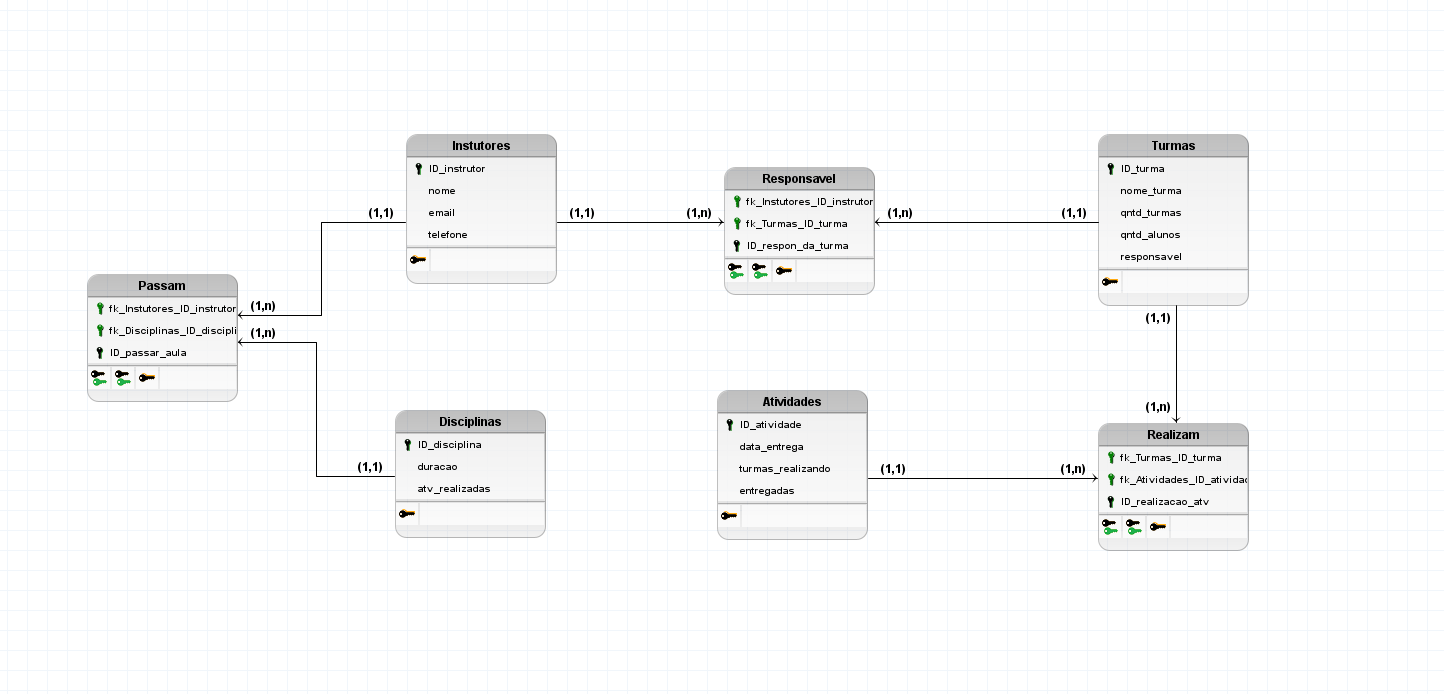 Instutores
ID_instrutor
nome
email
telefone
(1,1)
(1,1)
(1,n)
Responsavel
fk_Instutores_ID_instrutor
fk_Turmas_ID_turma
ID_respon_da_turma
(1,n)
(1,1)
Turmas
ID_turma
nome_turma
qntd_turmas
qntd_alunos
responsavel
(1,1)
(1,n)
Passam
fk_Instutores_ID_instrutor
fk_Disciplinas_ID_discipli
ID_passar_aula
(1,n)
(1,n)
(1,1)
Disciplinas
ID_disciplina
duracao
atv_realizadas
Atividades
ID_atividade
data_entrega
turmas_realizando
entregadas
(1,1)
(1,n)
Realizam
fk_Turmas_ID_turma
fk_Atividades_ID_ativida
ID_realizacao_atv